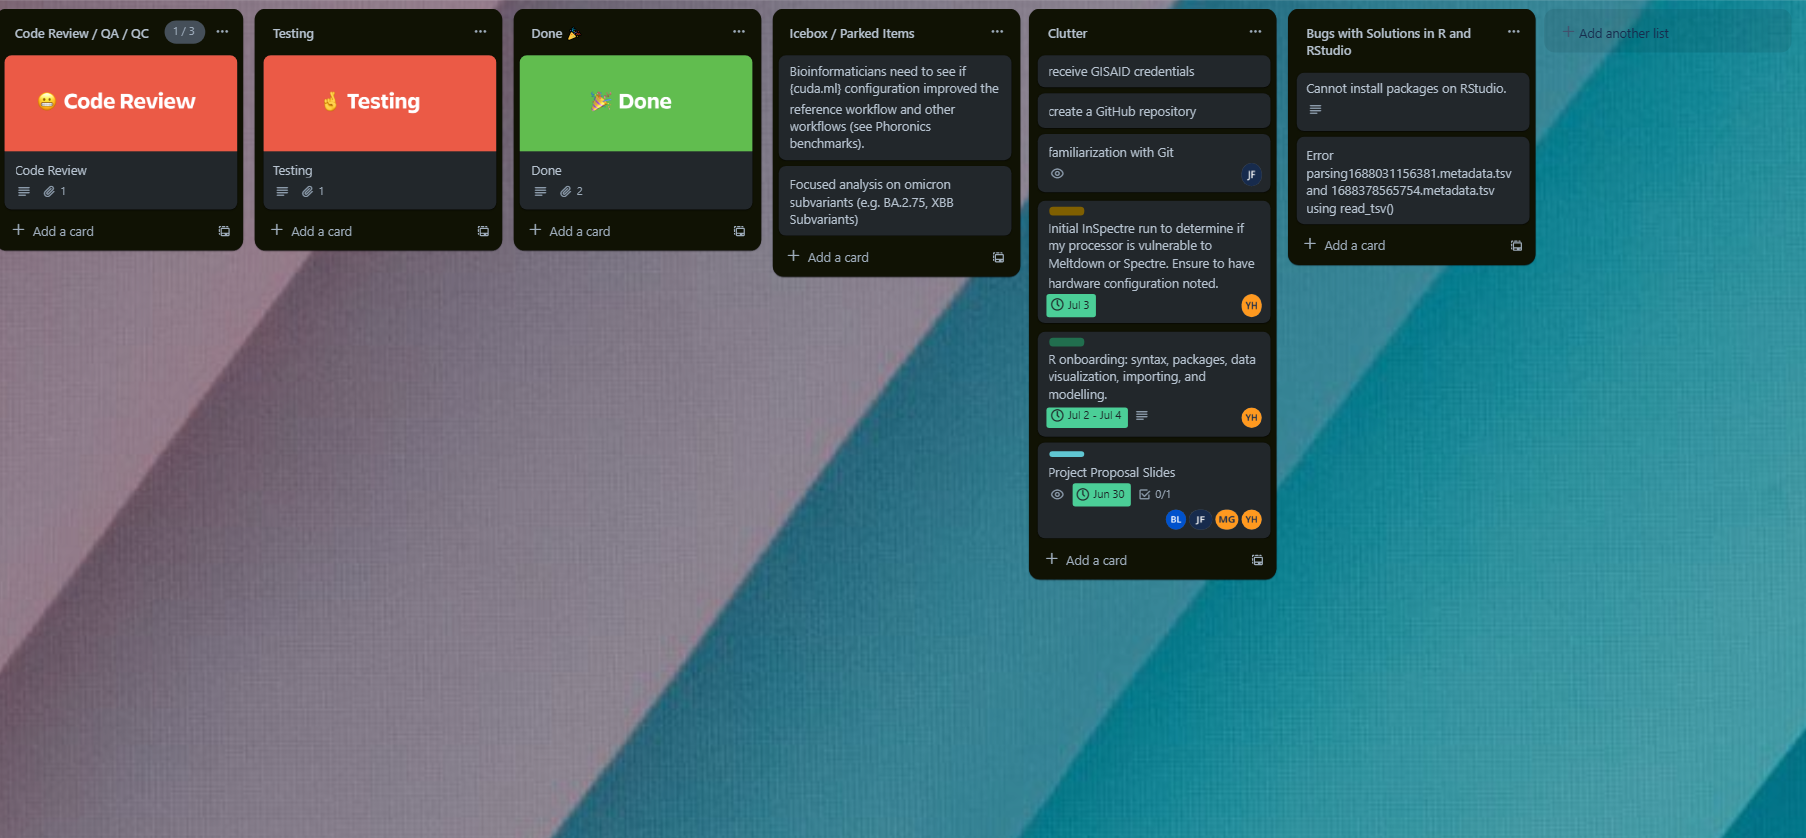 Code Review / QA / QC
1 / 3
Code Review
Code Review
1
Add a card
Testing
Testing
Testing
1
Add a card
Done
Done
Done
2
Add a card
Icebox / Parked Items
Bioinformaticians need to see if
{cuda.ml} configuration improved the
reference workflow and other
workflows (see Phoronics
benchmarks).
Focused analysis on omicron
subvariants (e.g. BA.2.75, XBB
Subvariants)
Add a card
Clutter
receive GISAID credentials
create a GitHub repository
familiarization with Git
JF
Initial InSpectre run to determine if
my processor is vulnerable to
Meltdown or Spectre. Ensure to have
hardware configuration noted.
Jul 3
YH
R onboarding: syntax, packages, data
visualization, importing, and
modelling.
Jul 2 - Jul 4
YH
Project Proposal Slides
Jun 30
0/1
BL JF MG YH
Add a card
Bugs with Solutions in R and
RStudio
Cannot install packages on RStudio.
Error
parsing1688031156381.metadata.tsv
and 1688378565754.metadata.tsv
using read_tsv()
Add a card
Add another list